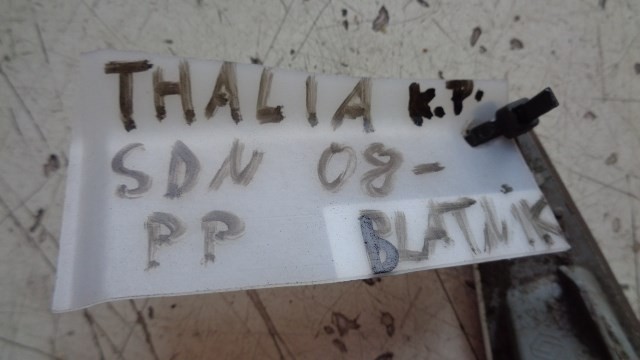 THALIA K.P.
SDN 08-
PP BLATNIK